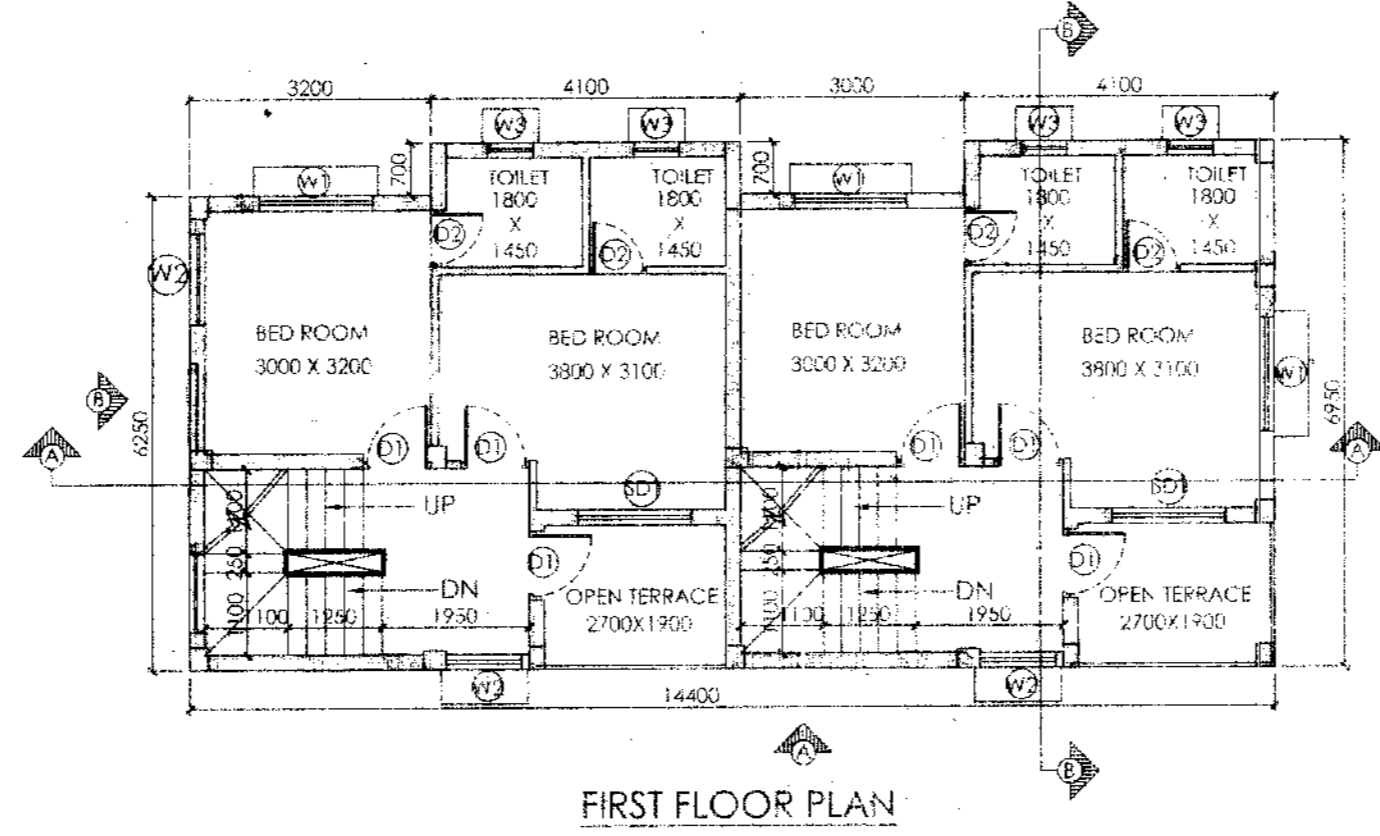 B
3200
4100
3000
4100
W3
W3
W3
W3
W1
700
TOILET
1800
X
1450
TOILET
1800
X
1450
W1
700
TOILET
1800
X
1450
TOILET
1800
X
1450
D2
D2
D2
D2
W2
BED ROOM
3000 X 3200
BED ROOM
3800 X 3100
BED ROOM
3000 X 3200
BED ROOM
3800 X 3100
W1
B
6250
6950
A
A
D1
D1
D1
D1
UP
SD1
UP
SD1
250
D1
250
D1
DN
DN
1100
1100
1100
1250
1950
OPEN TERRACE
2700X1900
1100
1250
1950
OPEN TERRACE
2700X1900
W2
W2
14400
A
B
FIRST FLOOR PLAN